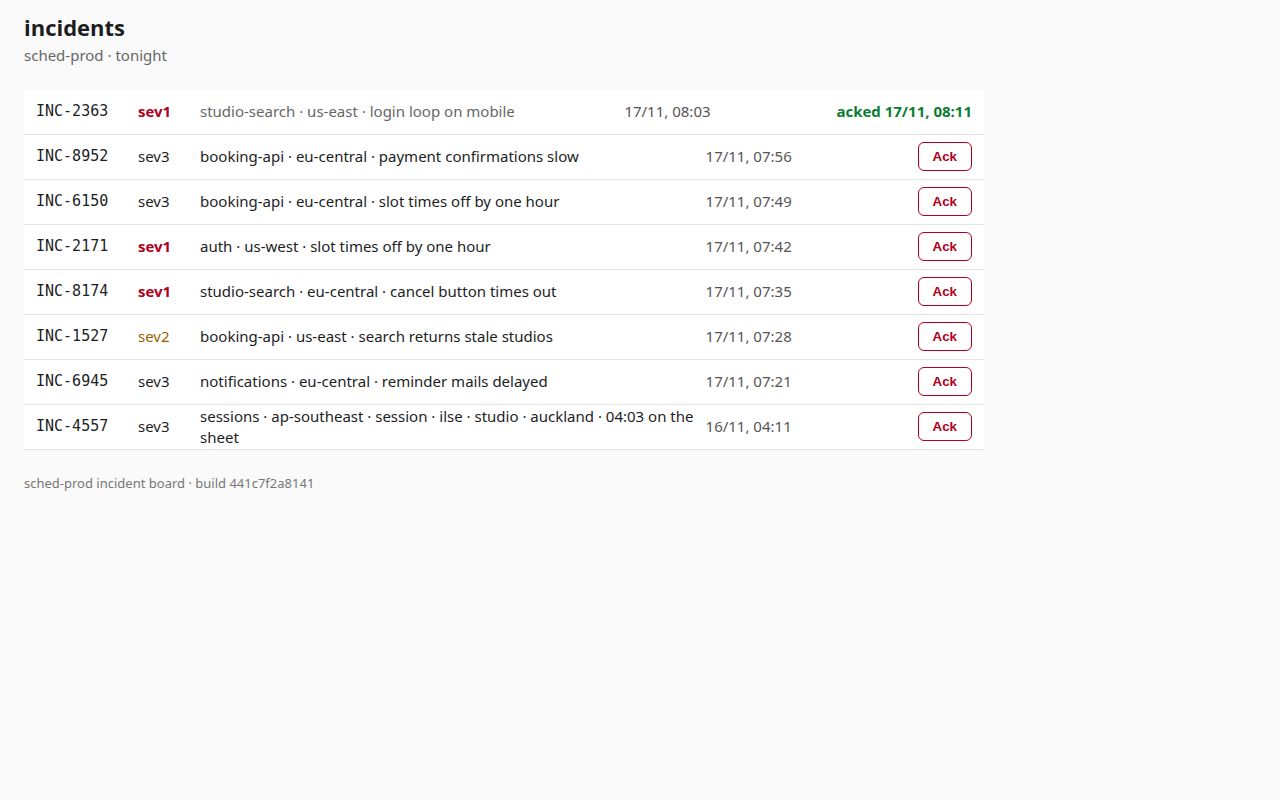 incidents
sched-prod · tonight
INC-2363 sev1 studio-search · us-east · login loop on mobile 17/11, 08:03 acked 17/11, 08:11
INC-8952 sev3 booking-api · eu-central · payment confirmations slow 17/11, 07:56 Ack
INC-6150 sev3 booking-api · eu-central · slot times off by one hour 17/11, 07:49 Ack
INC-2171 sev1 auth · us-west · slot times off by one hour 17/11, 07:42 Ack
INC-8174 sev1 studio-search · eu-central · cancel button times out 17/11, 07:35 Ack
INC-1527 sev2 booking-api · us-east · search returns stale studios 17/11, 07:28 Ack
INC-6945 sev3 notifications · eu-central · reminder mails delayed 17/11, 07:21 Ack
INC-4557 sev3 sessions · ap-southeast · session · ilse · studio · auckland · 04:03 on the 16/11, 04:11 Ack
sheet
sched-prod incident board · build 441c7f2a8141